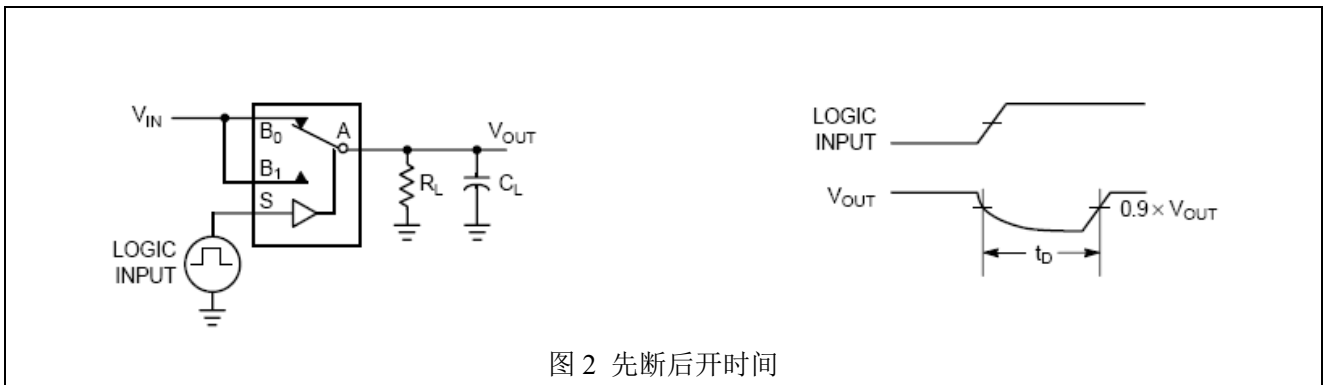 V_IN
B₀
A
V_OUT
B₁
R_L
C_L
S
LOGIC
INPUT
LOGIC
INPUT
V_OUT
0.9 × V_OUT
t_D
图 2 先断后开时间